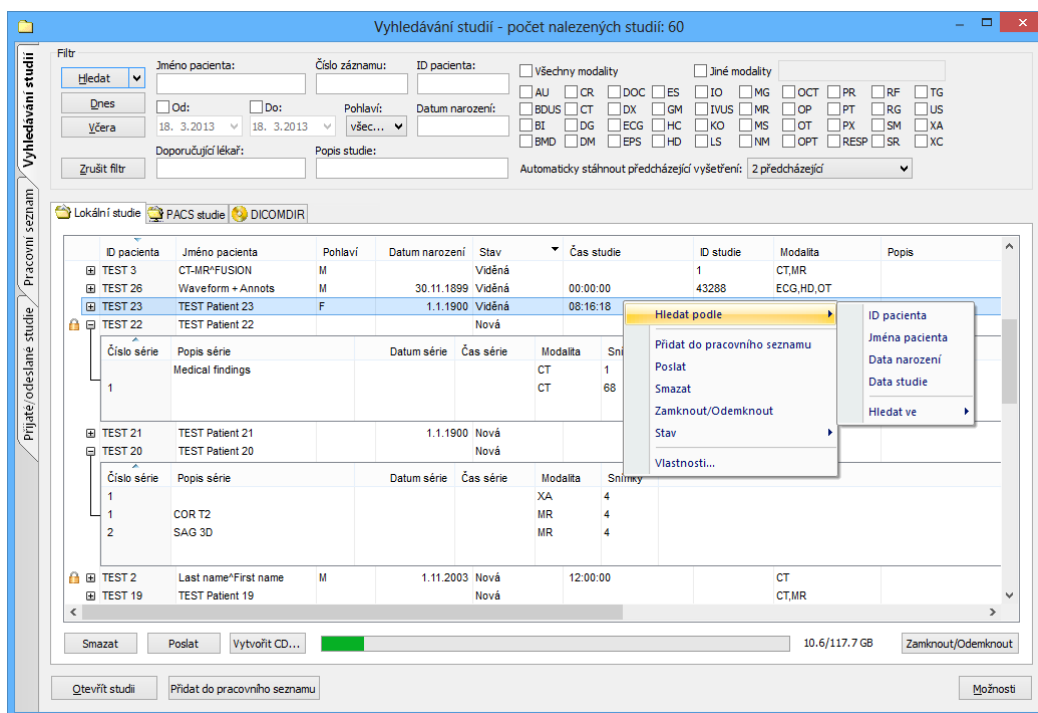 Vyhledávání studií - počet nalezených studií: 60
Vyhledávání studií
Pracovní seznam
Přijaté/odeslané studie
Filtr
Hledat
Dnes
Včera
Zrušit filtr
Jméno pacienta: Číslo záznamu: ID pacienta:
Od: Do: Pohlaví: Datum narození:
18. 3.2013 18. 3.2013 všec...
Doporučující lékař: Popis studie:
Všechny modality Jiné modality
AU CR DOC ES IO MG OCT PR RF TG
BDUS CT DX GM IVUS MR OP PT RG US
BI DG ECG HC KO MS OT PX SM XA
BMD DM EPS HD LS NM OPT RESP SR XC
Automaticky stáhnout předcházející vyšetření: 2 předcházející
Lokální studie PACS studie DICOMDIR
ID pacienta Jméno pacienta Pohlaví Datum narození Stav Čas studie ID studie Modalita Popis
TEST 3 CT-MR^FUSION M Viděná 1 CT,MR
TEST 26 Waveform + Annots M 30.11.1899 Viděná 00:00:00 43288 ECG,HD,OT
TEST 23 TEST Patient 23 F 1.1.1900 Viděná 08:16:18
TEST 22 TEST Patient 22 Nová
Číslo série Popis série Datum série Čas série Modalita Sní
Medical findings CT 1
1 CT 68
TEST 21 TEST Patient 21 1.1.1900 Nová
TEST 20 TEST Patient 20 Nová
Číslo série Popis série Datum série Čas série Modalita Snímky
1 XA 4
1 COR T2 MR 4
2 SAG 3D MR 4
TEST 2 Last name^First name M 1.11.2003 Nová 12:00:00 CT
TEST 19 TEST Patient 19 Nová CT,MR
Hledat podle
Přidat do pracovního seznamu
Poslat
Smazat
Zamknout/Odemknout
Stav
Vlastnosti...
ID pacienta
Jména pacienta
Data narození
Data studie
Hledat ve
Smazat Poslat Vytvořit CD... 10.6/117.7 GB Zamknout/Odemknout
Otevřít studii Přidat do pracovního seznamu Možnosti